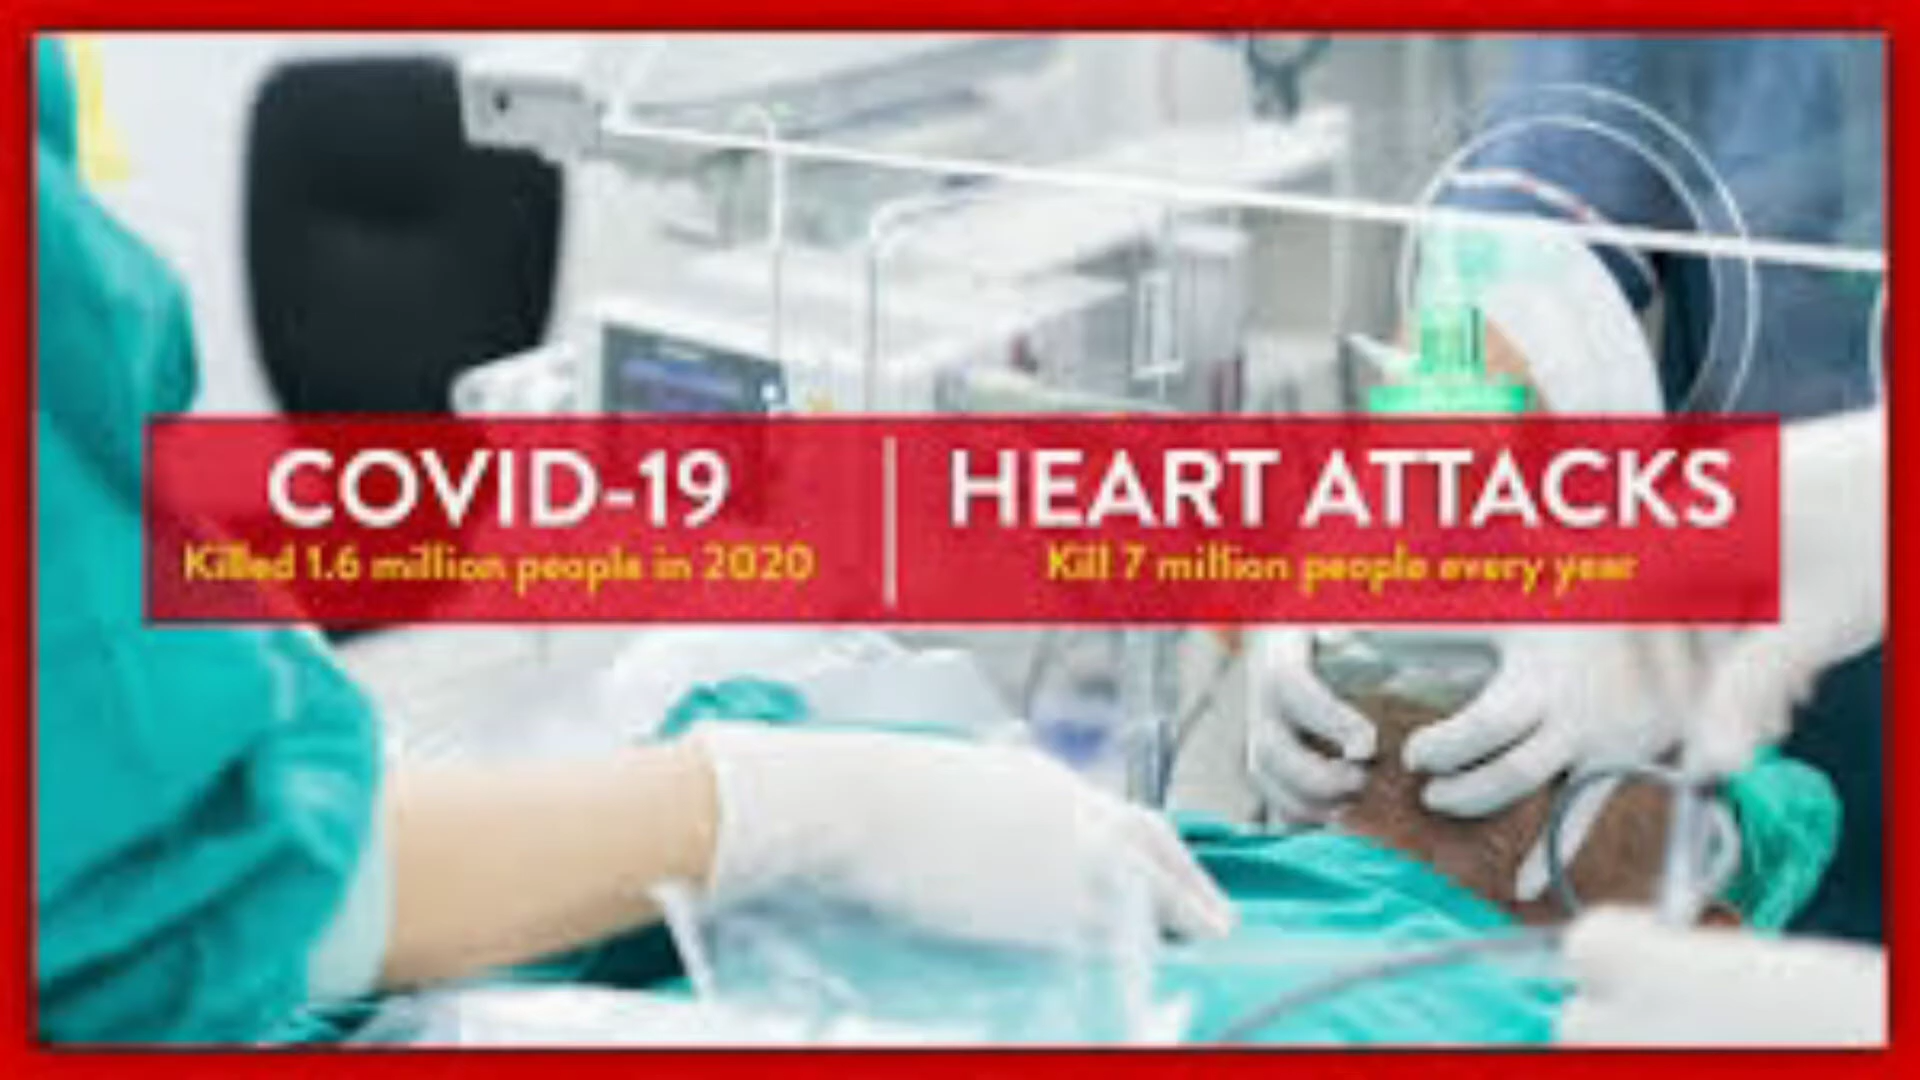 COVID-19
Killed 1.6 million people in 2020
HEART ATTACKS
Kill 7 million people every year